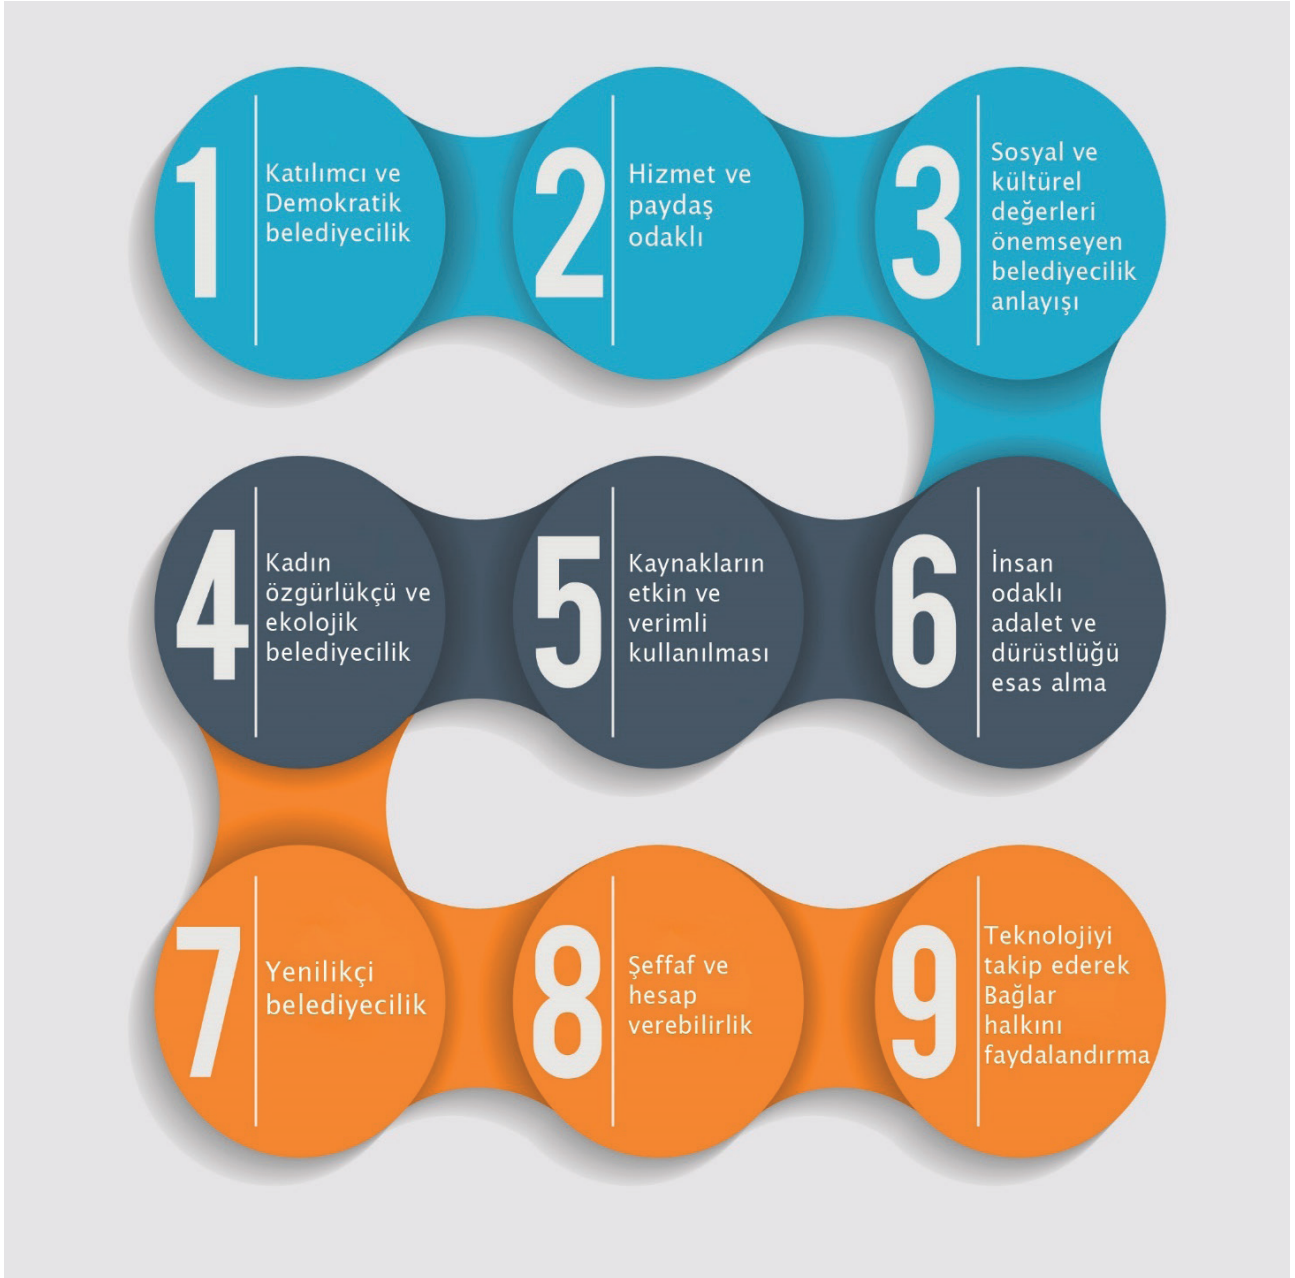 1
Katılımcı ve
Demokratik
belediyecilik
2
Hizmet ve
paydaş
odaklı
3
Sosyal ve
kültürel
değerleri
önemseyen
belediyecilik
anlayışı
4
Kadın
özgürlükçü ve
ekolojik
belediyecilik
5
Kaynakların
etkin ve
verimli
kullanılması
6
İnsan
odaklı
adalet ve
dürüstlüğü
esas alma
7
Yenilikçi
belediyecilik
8
Şeffaf ve
hesap
verebilirlik
9
Teknolojiyi
takip ederek
Bağlar
halkını
faydalandırma